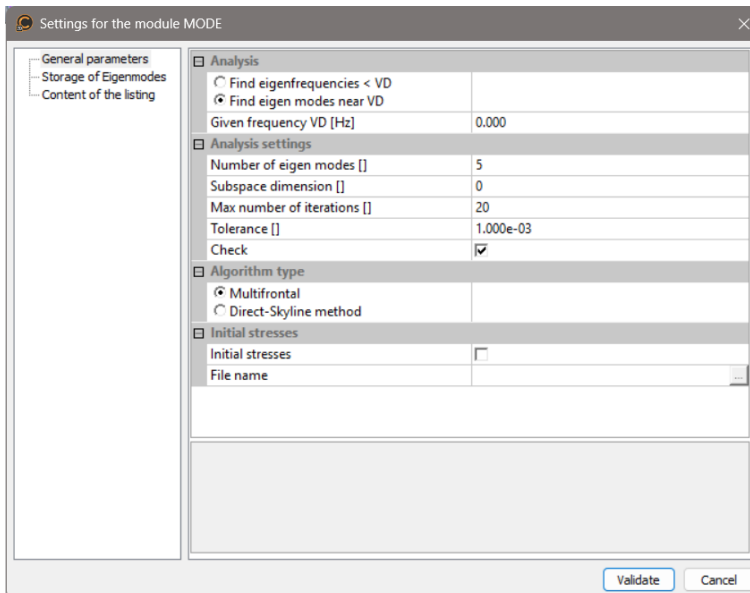 Settings for the module MODE
General parameters
Storage of Eigenmodes
Content of the listing
Analysis
Find eigenfrequencies < VD
Find eigen modes near VD
Given frequency VD [Hz] 0.000
Analysis settings
Number of eigen modes [] 5
Subspace dimension [] 0
Max number of iterations [] 20
Tolerance [] 1.000e-03
Check
Algorithm type
Multifrontal
Direct-Skyline method
Initial stresses
Initial stresses
File name ...
Validate Cancel